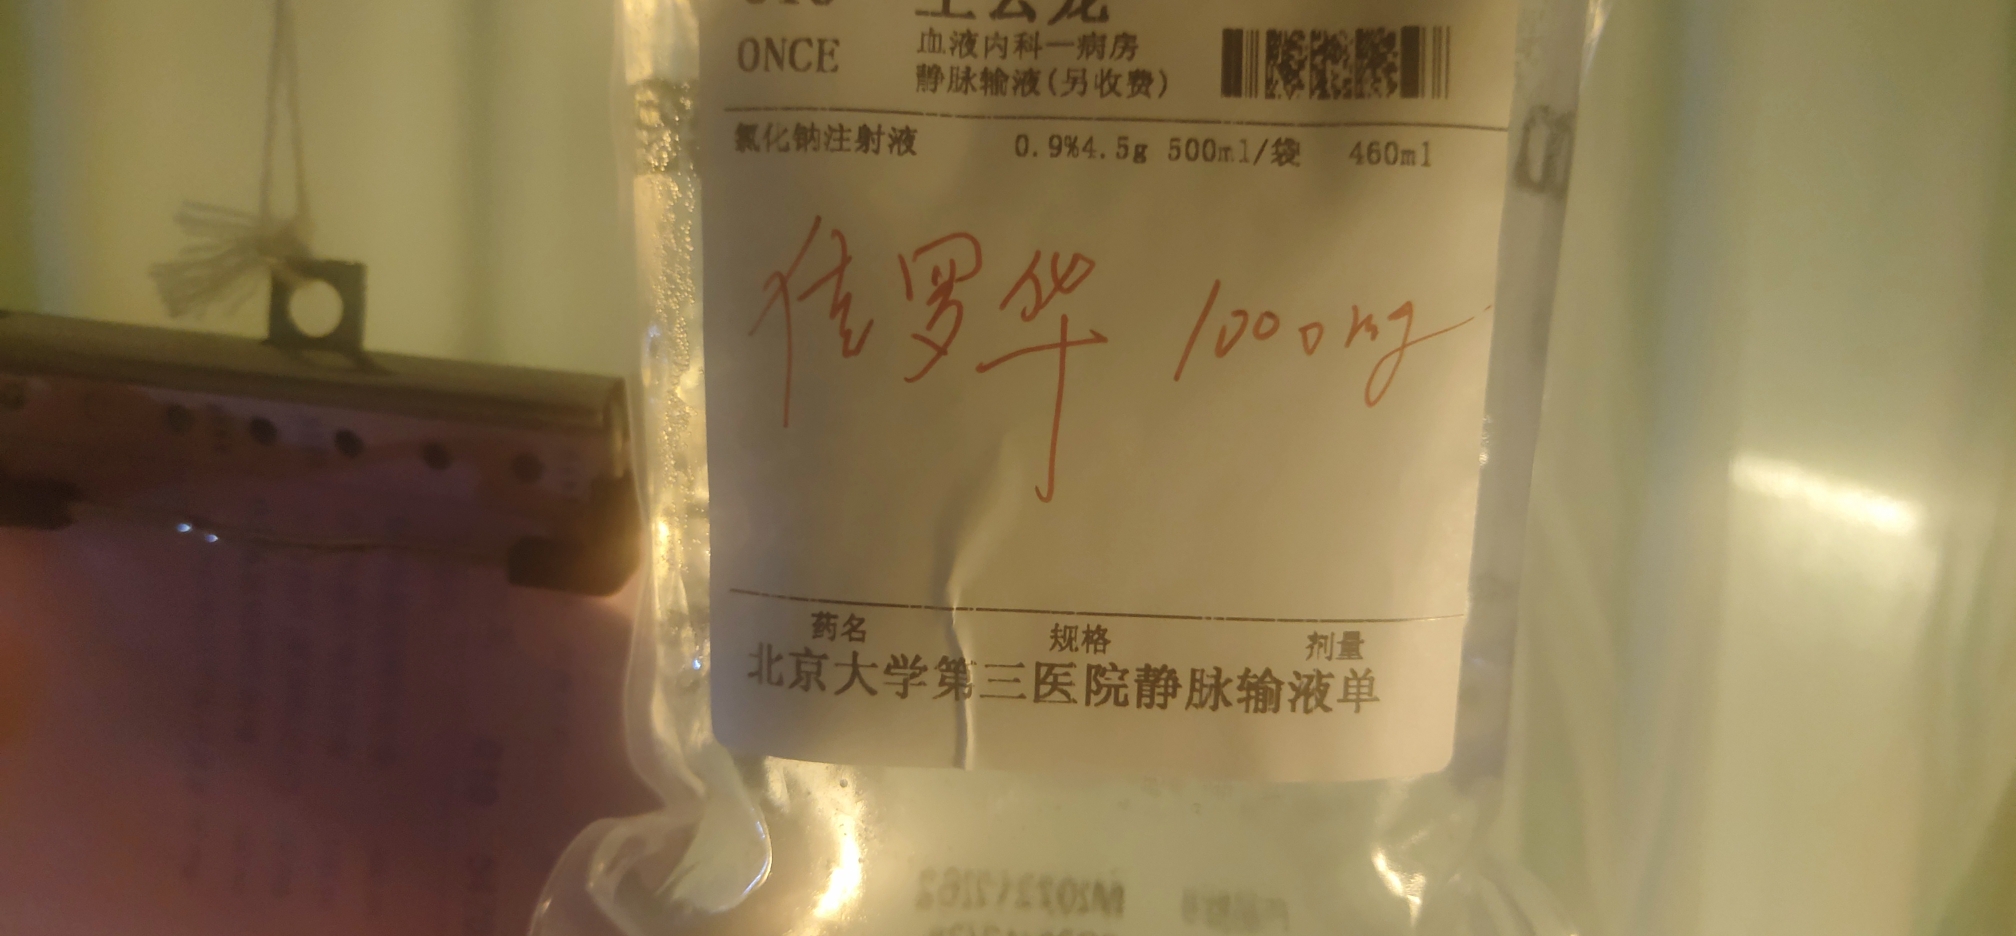 ONCE
血液内科一病房
静脉输液(另收费)
氯化钠注射液 0.9%4.5g 500ml/袋 460ml
佳罗华 1000mg
药名 规格 剂量
北京大学第三医院静脉输液单